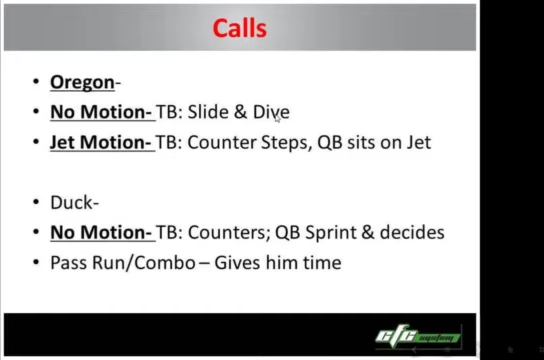 Calls
Oregon-
No Motion- TB: Slide & Dive
Jet Motion- TB: Counter Steps, QB sits on Jet
Duck-
No Motion- TB: Counters; QB Sprint & decides
Pass Run/Combo – Gives him time
cfc